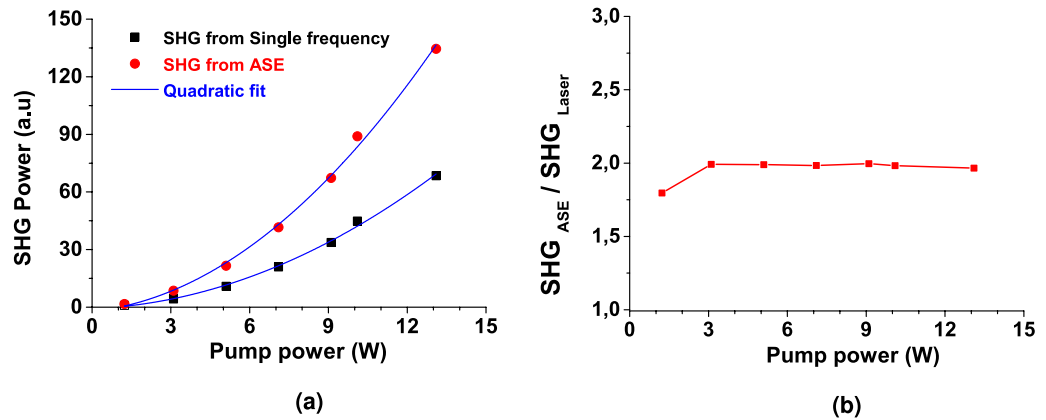 150
120
90
60
30
0
SHG Power (a.u)
SHG from Single frequency
SHG from ASE
Quadratic fit
0 3 6 9 12 15
Pump power (W)
(a)
3,0
2,5
2.0
1.5
1,0
SHG ASE / SHG Laser
0 3 6 9 12 15
Pump power (W)
(b)